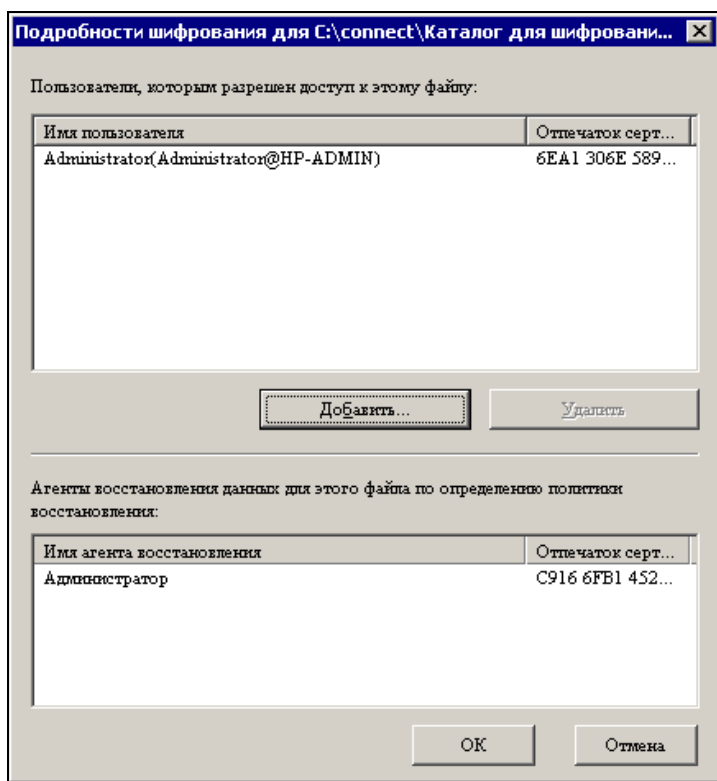 Подробности шифрования для C:\connect\Каталог для шифровани...
Пользователи, которым разрешен доступ к этому файлу:
Имя пользователя Отпечаток серт...
Administrator(Administrator@HP-ADMIN) 6EA1 306E 589...
Добавить... Удалить
Агенты восстановления данных для этого файла по определению политики
восстановления:
Имя агента восстановления Отпечаток серт...
Администратор C916 6FB1 452...
OK Отмена